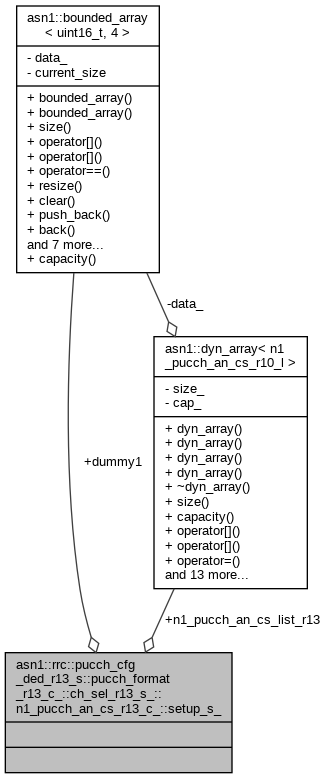 asn1::bounded_array
< uint16_t, 4 >
- data_
- current_size
+ bounded_array()
+ bounded_array()
+ size()
+ operator[]()
+ operator[]()
+ operator==()
+ resize()
+ clear()
+ push_back()
+ back()
and 7 more...
+ capacity()
-data_
asn1::dyn_array< n1
_pucch_an_cs_r10_l >
- size_
- cap_
+ dyn_array()
+ dyn_array()
+ dyn_array()
+ dyn_array()
+ ~dyn_array()
+ size()
+ capacity()
+ operator[]()
+ operator[]()
+ operator=()
and 13 more...
+dummy1
+n1_pucch_an_cs_list_r13
asn1::rrc::pucch_cfg
_ded_r13_s::pucch_format
_r13_c_::ch_sel_r13_s_::
n1_pucch_an_cs_r13_c_::setup_s_